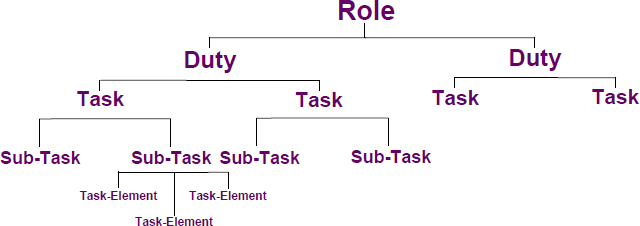 Role
Duty Duty
Task Task Task Task
Sub-Task Sub-Task Sub-Task Sub-Task
Task-Element Task-Element
Task-Element